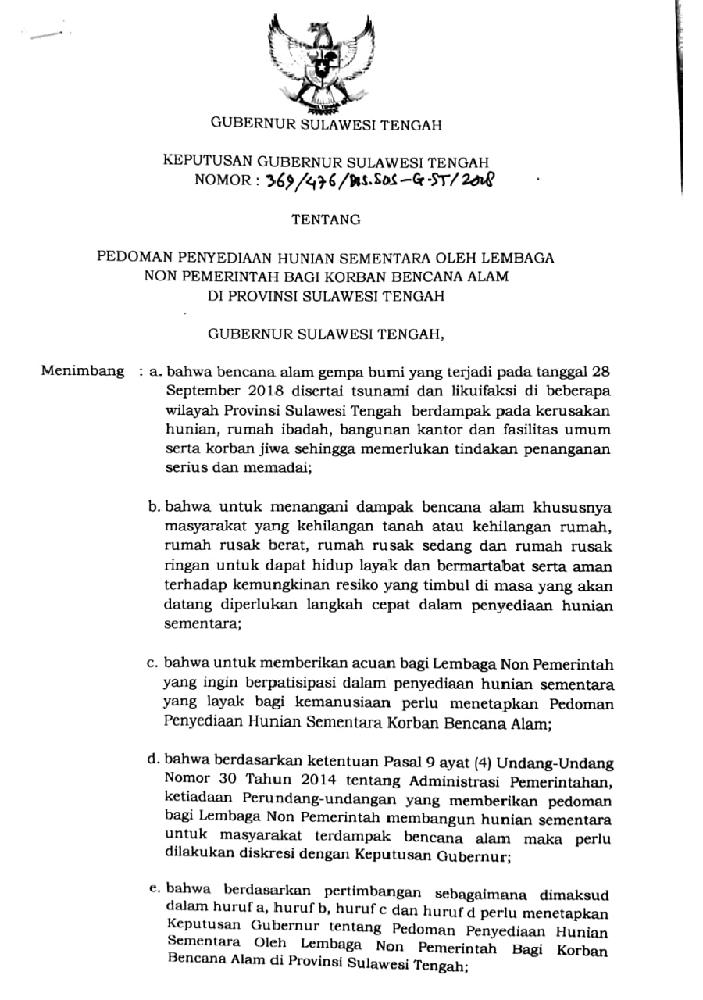 GUBERNUR SULAWESI TENGAH
KEPUTUSAN GUBERNUR SULAWESI TENGAH
NOMOR : 369/476/DIS.SOS-G.ST/2018
TENTANG
PEDOMAN PENYEDIAAN HUNIAN SEMENTARA OLEH LEMBAGA
NON PEMERINTAH BAGI KORBAN BENCANA ALAM
DI PROVINSI SULAWESI TENGAH
GUBERNUR SULAWESI TENGAH,
Menimbang : a. bahwa bencana alam gempa bumi yang terjadi pada tanggal 28
September 2018 disertai tsunami dan likuifaksi di beberapa
wilayah Provinsi Sulawesi Tengah berdampak pada kerusakan
hunian, rumah ibadah, bangunan kantor dan fasilitas umum
serta korban jiwa sehingga memerlukan tindakan penanganan
serius dan memadai;
b. bahwa untuk menangani dampak bencana alam khususnya
masyarakat yang kehilangan tanah atau kehilangan rumah,
rumah rusak berat, rumah rusak sedang dan rumah rusak
ringan untuk dapat hidup layak dan bermartabat serta aman
terhadap kemungkinan resiko yang timbul di masa yang akan
datang diperlukan langkah cepat dalam penyediaan hunian
sementara;
c. bahwa untuk memberikan acuan bagi Lembaga Non Pemerintah
yang ingin berpatisipasi dalam penyediaan hunian sementara
yang layak bagi kemanusiaan perlu menetapkan Pedoman
Penyediaan Hunian Sementara Korban Bencana Alam;
d. bahwa berdasarkan ketentuan Pasal 9 ayat (4) Undang-Undang
Nomor 30 Tahun 2014 tentang Administrasi Pemerintahan,
ketiadaan Perundang-undangan yang memberikan pedoman
bagi Lembaga Non Pemerintah membangun hunian sementara
untuk masyarakat terdampak bencana alam maka perlu
dilakukan diskresi dengan Keputusan Gubernur;
e. bahwa berdasarkan pertimbangan sebagaimana dimaksud
dalam huruf a, huruf b, huruf c dan huruf d perlu menetapkan
Keputusan Gubernur tentang Pedoman Penyediaan Hunian
Sementara Oleh Lembaga Non Pemerintah Bagi Korban
Bencana Alam di Provinsi Sulawesi Tengah;